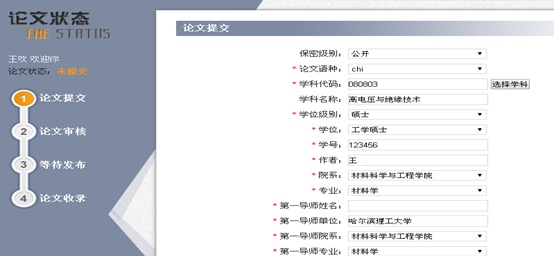 论文状态
THE STATUS
王欢 欢迎你
论文状态：未提交
1 论文提交
2 论文审核
3 等待发布
4 论文收录
论文提交
保密级别： 公开
* 论文语种： chi
* 学科代码： 080803 选择学科
学科名称： 高电压与绝缘技术
* 学位级别： 硕士
* 学位： 工学硕士
* 学号： 123456
* 作者： 王
* 院系： 材料科学与工程学院
* 专业： 材料学
* 第一导师姓名：
* 第一导师单位： 哈尔滨理工大学
* 第一导师院系： 材料科学与工程学院
* 第一导师专业： 材料学